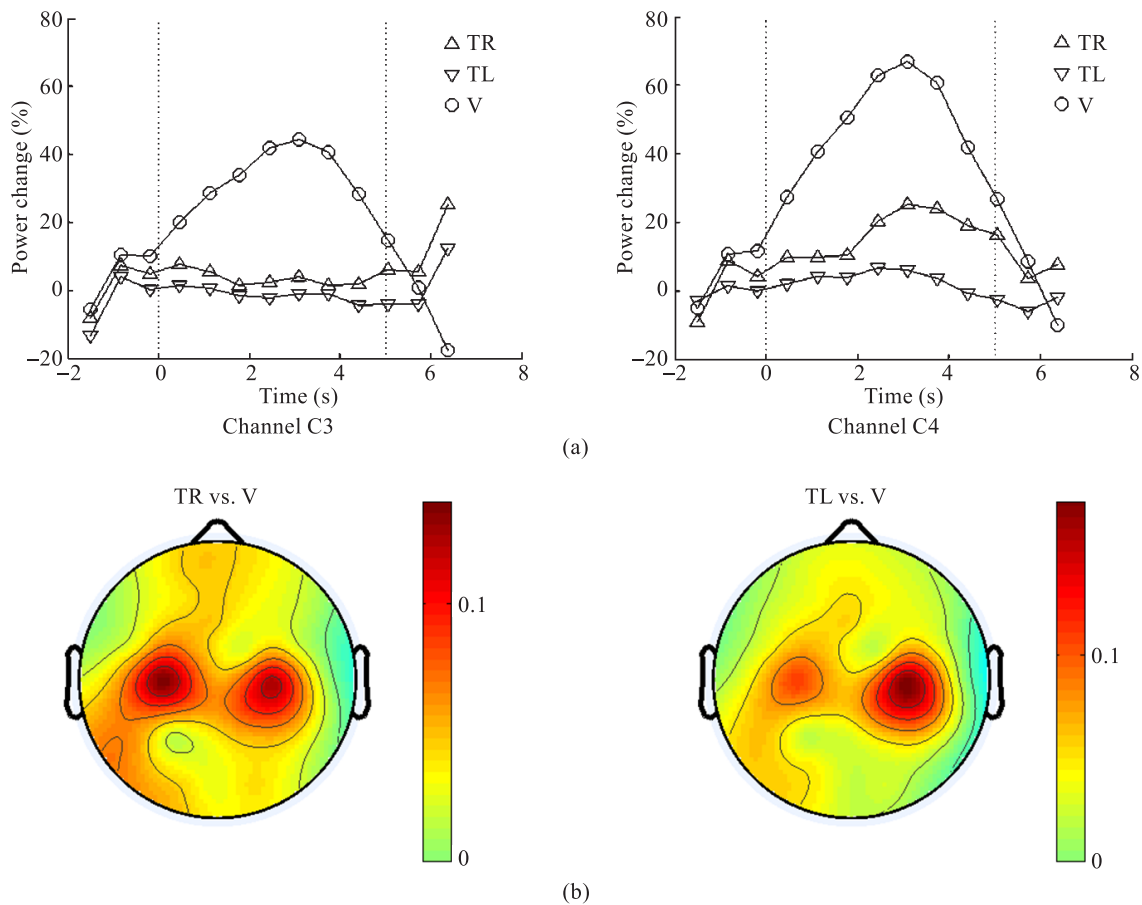 (a)
80
60
40
20
0
−20
Power change (%)
TR
TL
V
−2
0
2
4
6
8
Time (s)
Channel C3
80
60
40
20
0
−20
Power change (%)
TR
TL
V
−2
0
2
4
6
8
Time (s)
Channel C4
(a)
TR vs. V
0.1
0
TL vs. V
0.1
0
(b)